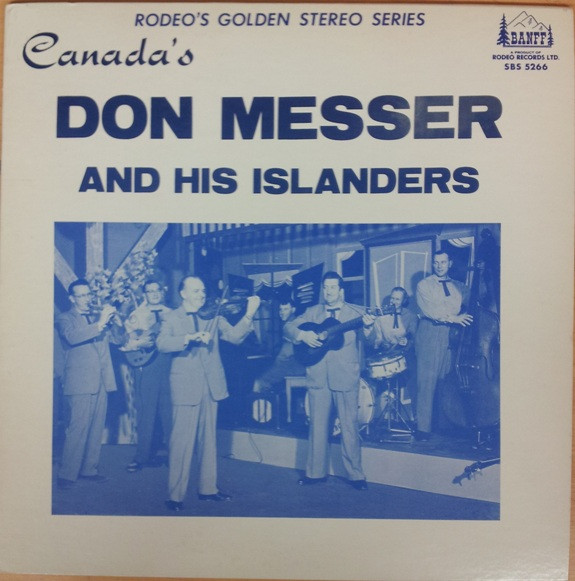 RODEO'S GOLDEN STEREO SERIES
Canada's
BANFF
A PRODUCT OF
RODEO RECORDS LTD.
SBS 5266
DON MESSER
AND HIS ISLANDERS